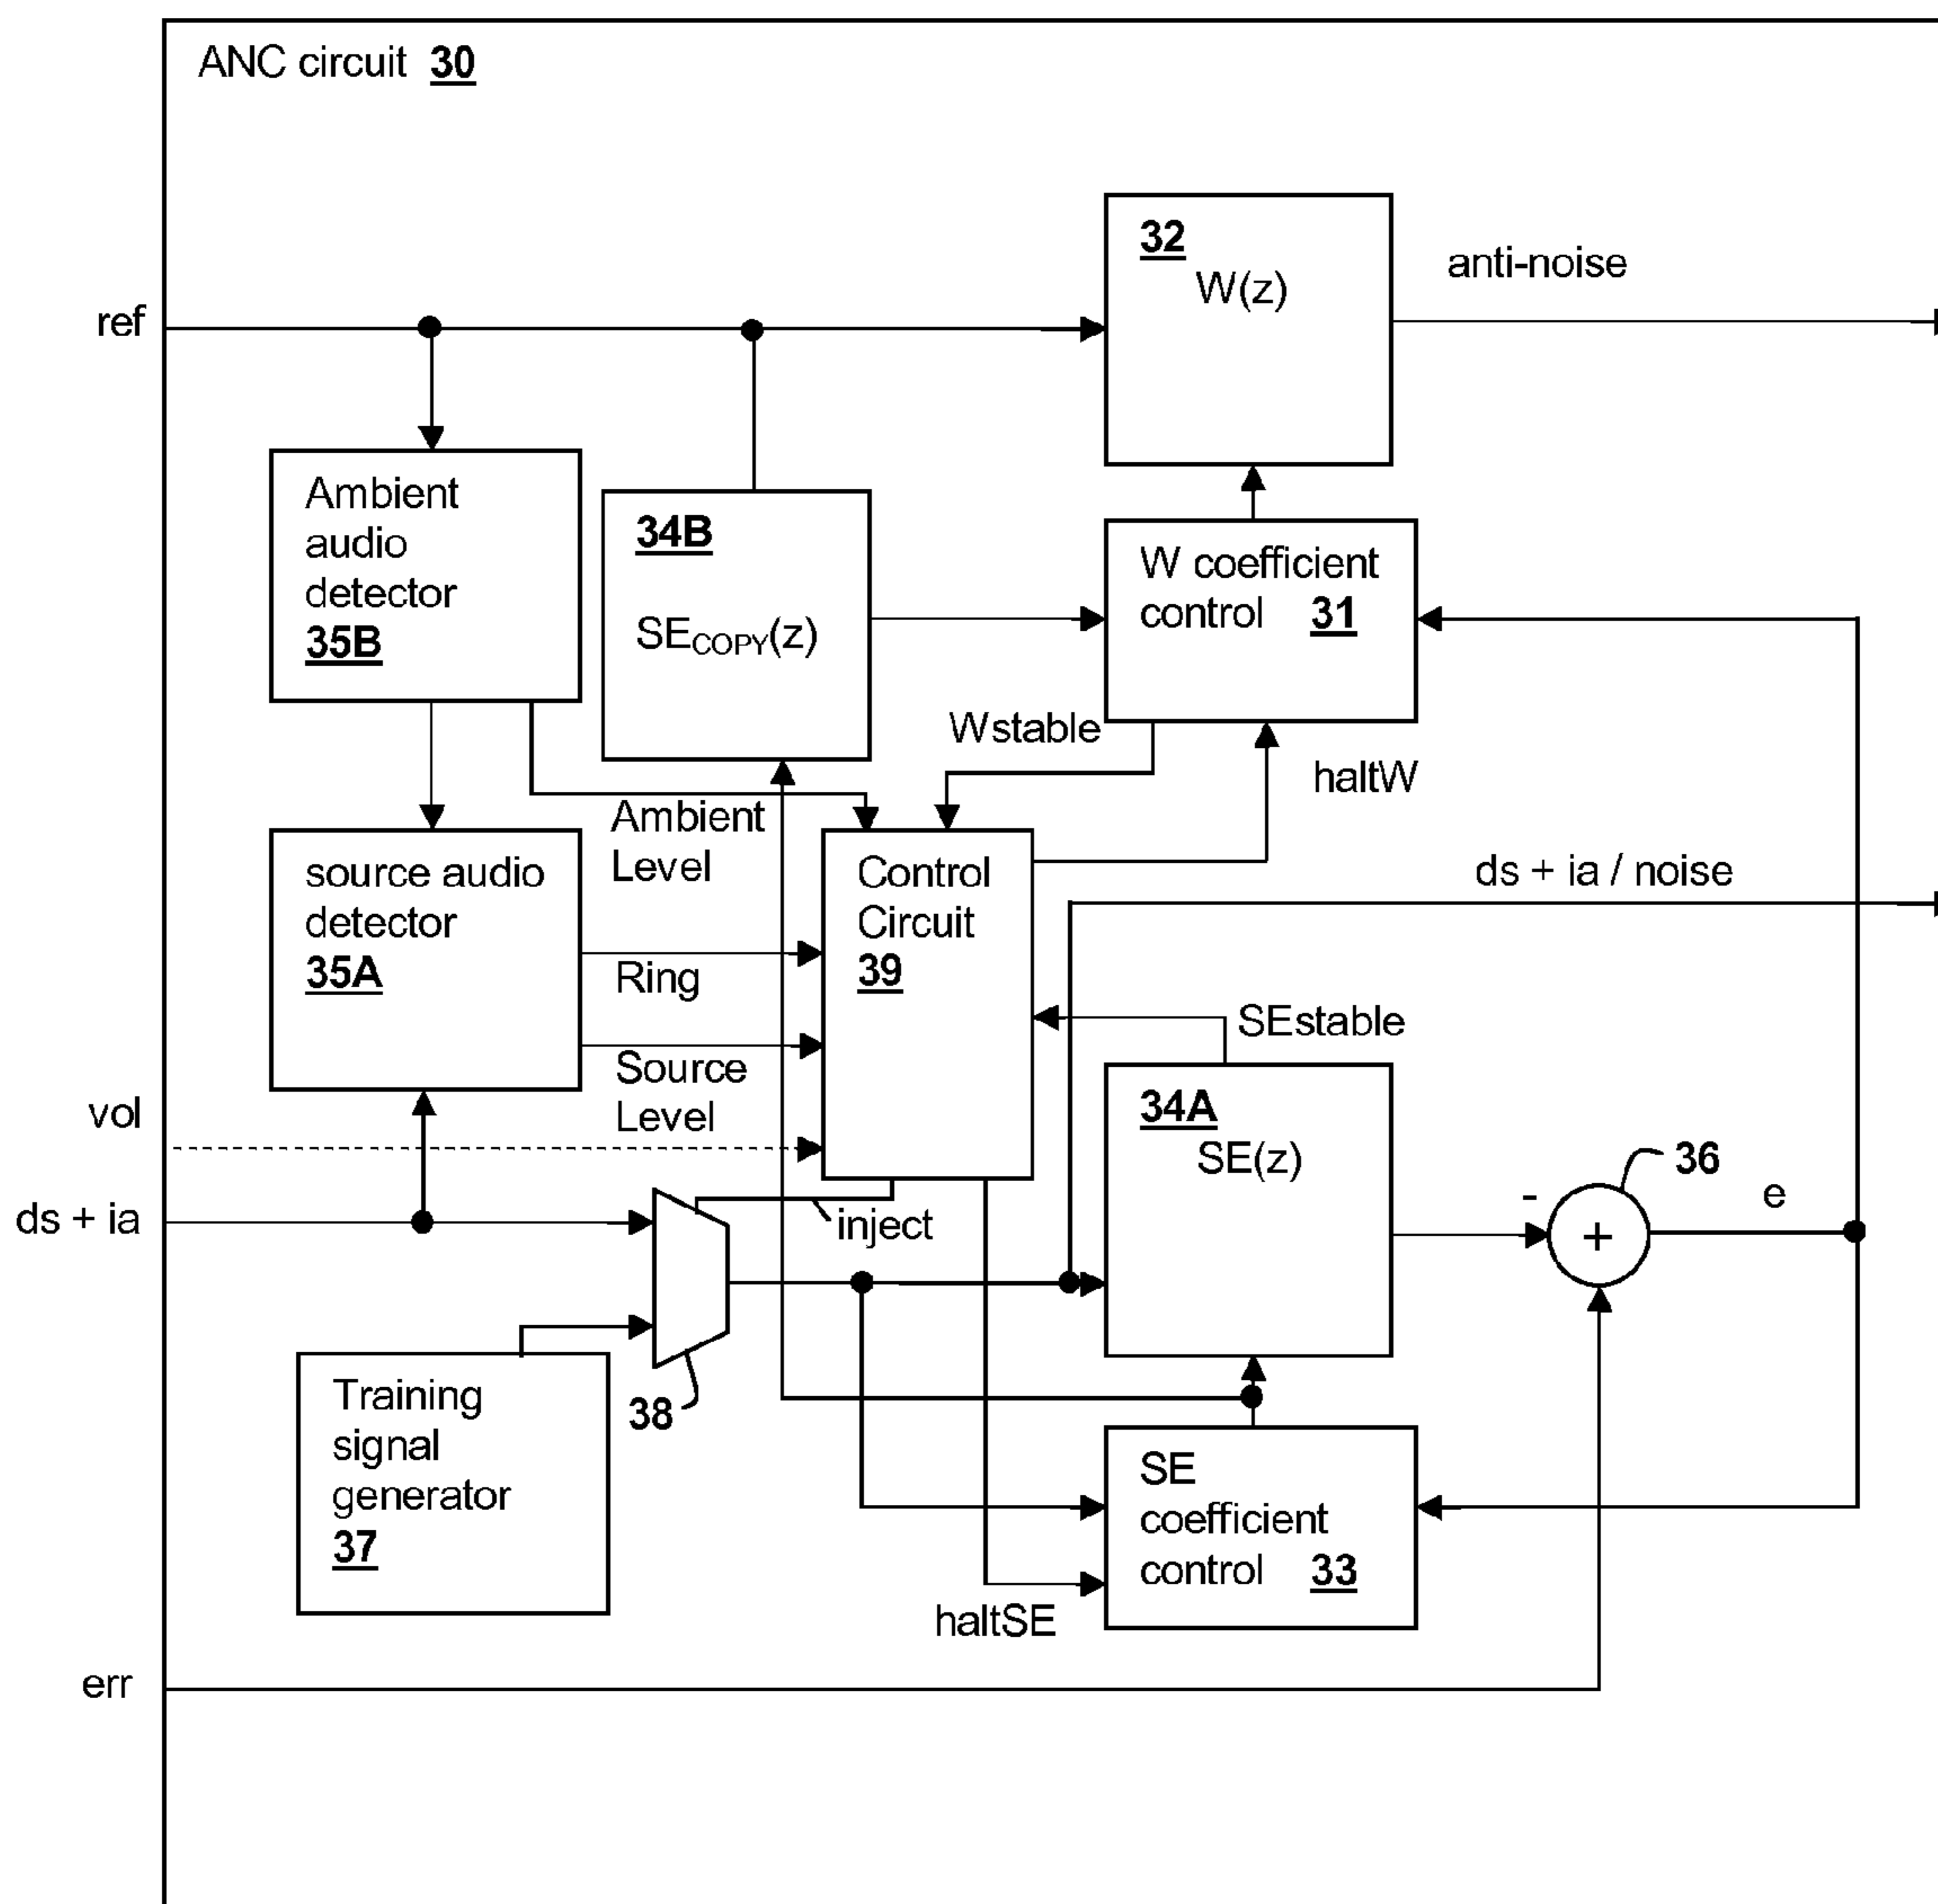 ANC circuit 30
32
W(z)
anti-noise
ref
Ambient
audio
detector
35B
34B
SECOPY(z)
W coefficient
control 31
Wstable
haltW
Ambient
Level
source audio
detector
35A
Control
Circuit
39
ds + ia / noise
Ring
Source
Level
SEstable
vol
34A
SE(z)
36
-
+
e
ds + ia
inject
38
Training
signal
generator
37
SE
coefficient
control 33
haltSE
err